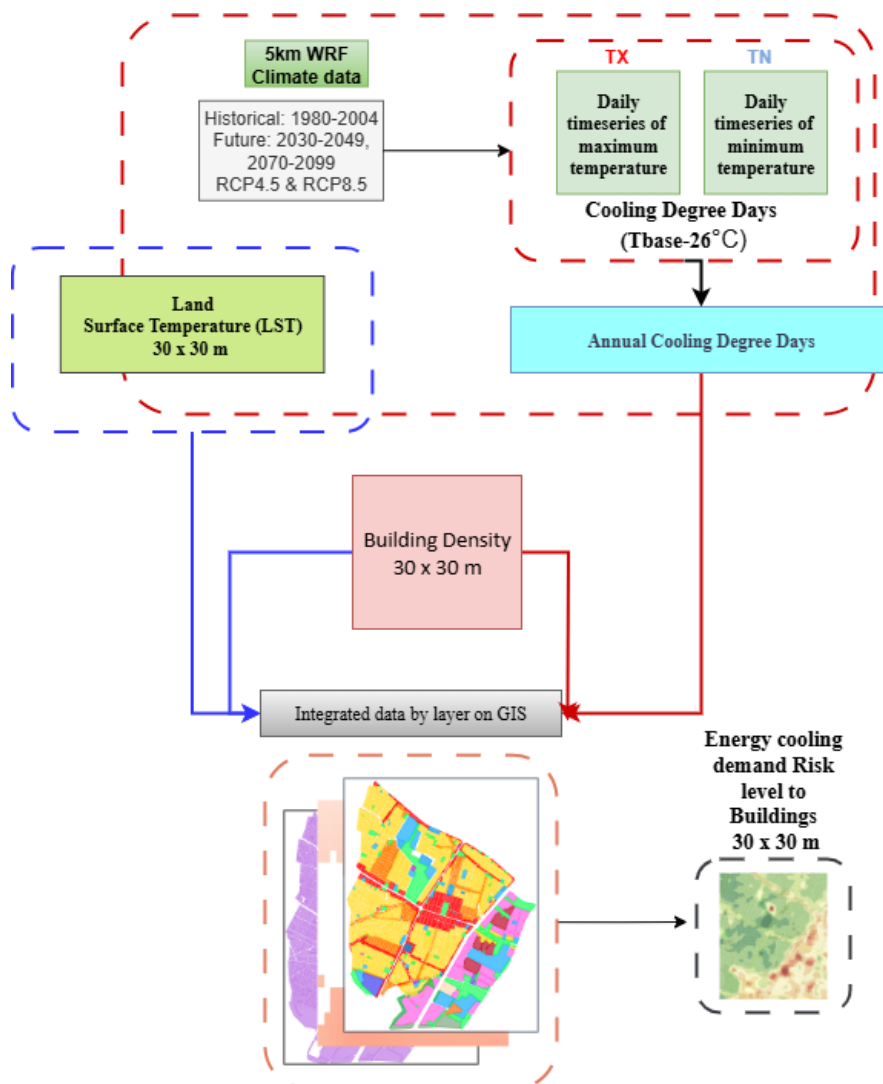 5km WRF
Climate data
Historical: 1980-2004
Future: 2030-2049,
2070-2099
RCP4.5 & RCP8.5
TX
TN
Daily
timeseries of
maximum
temperature
Daily
timeseries of
minimum
temperature
Cooling Degree Days
(Tbase-26°C)
Land
Surface Temperature (LST)
30 x 30 m
Annual Cooling Degree Days
Building Density
30 x 30 m
Integrated data by layer on GIS
Energy cooling
demand Risk
level to
Buildings
30 x 30 m